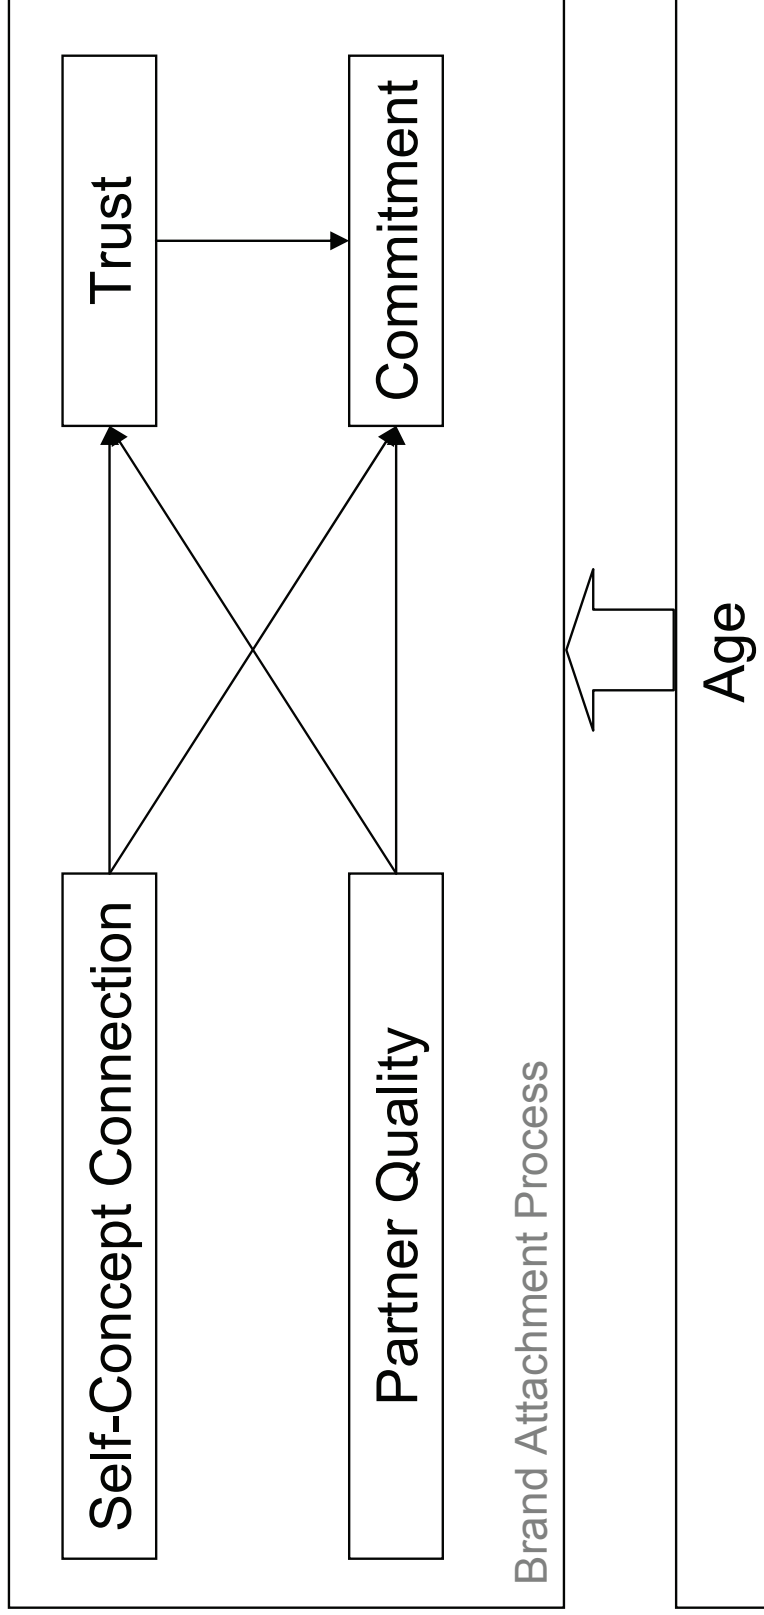 Self-Concept Connection
Trust
Partner Quality
Commitment
Brand Attachment Process
Age